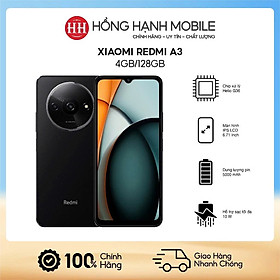 HH
HỒNG HẠNH MOBILE
CHÍNH HÃNG - UY TÍN - CHẤT LƯỢNG
XIAOMI REDMI A3
4GB/128GB
Chip xử lý
Helio G36
Màn hình
IPS LCD
6.71 inch
Dung lượng pin
5000 mAh
Hỗ trợ sạc tối đa
10 W
Redmi
100% Chính Hãng
Giao Hàng
Nhanh Chóng